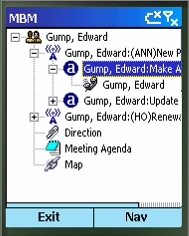 MBM
Gump, Edward
Gump, Edward:(ANN)New P
Gump, Edward:Make A
Gump, Edward
Gump, Edward:Update
Gump, Edward:(HO)Renewa
Direction
Meeting Agenda
Map
Exit Nav